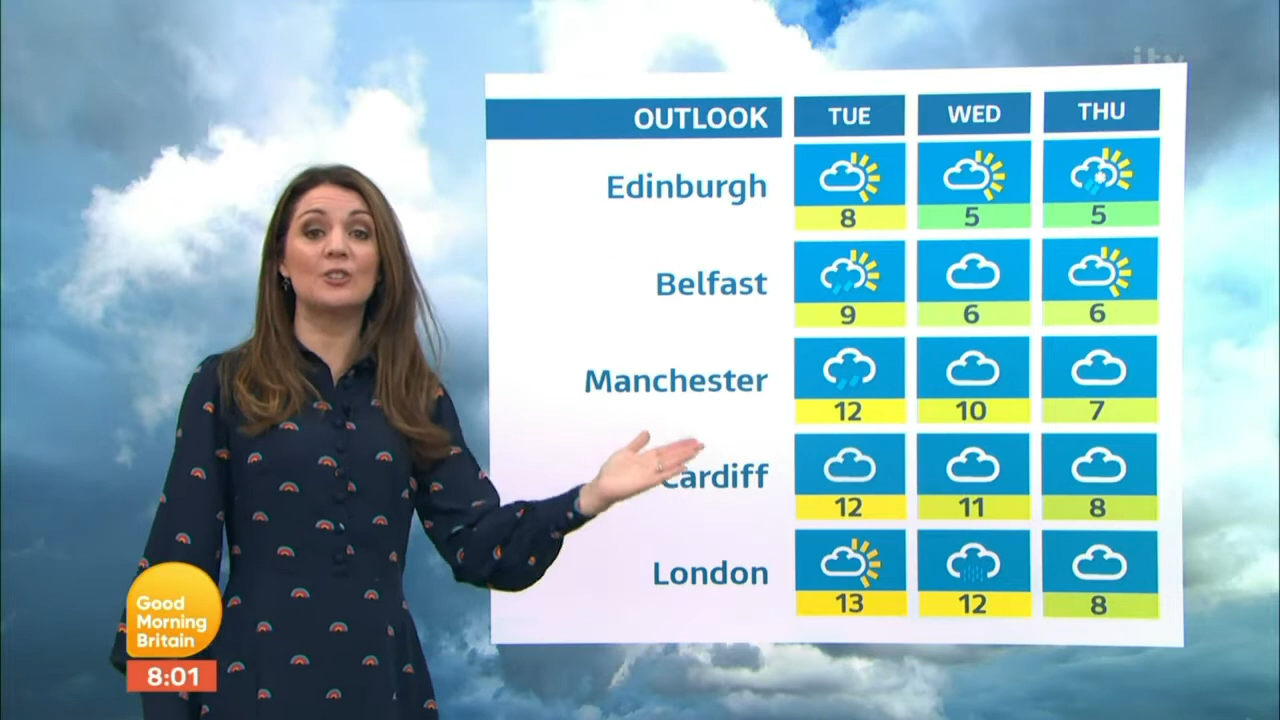 itv
OUTLOOK TUE WED THU
Edinburgh 8 5 5
Belfast 9 6 6
Manchester 12 10 7
Cardiff 12 11 8
London 13 12 8
Good
Morning
Britain
8:01